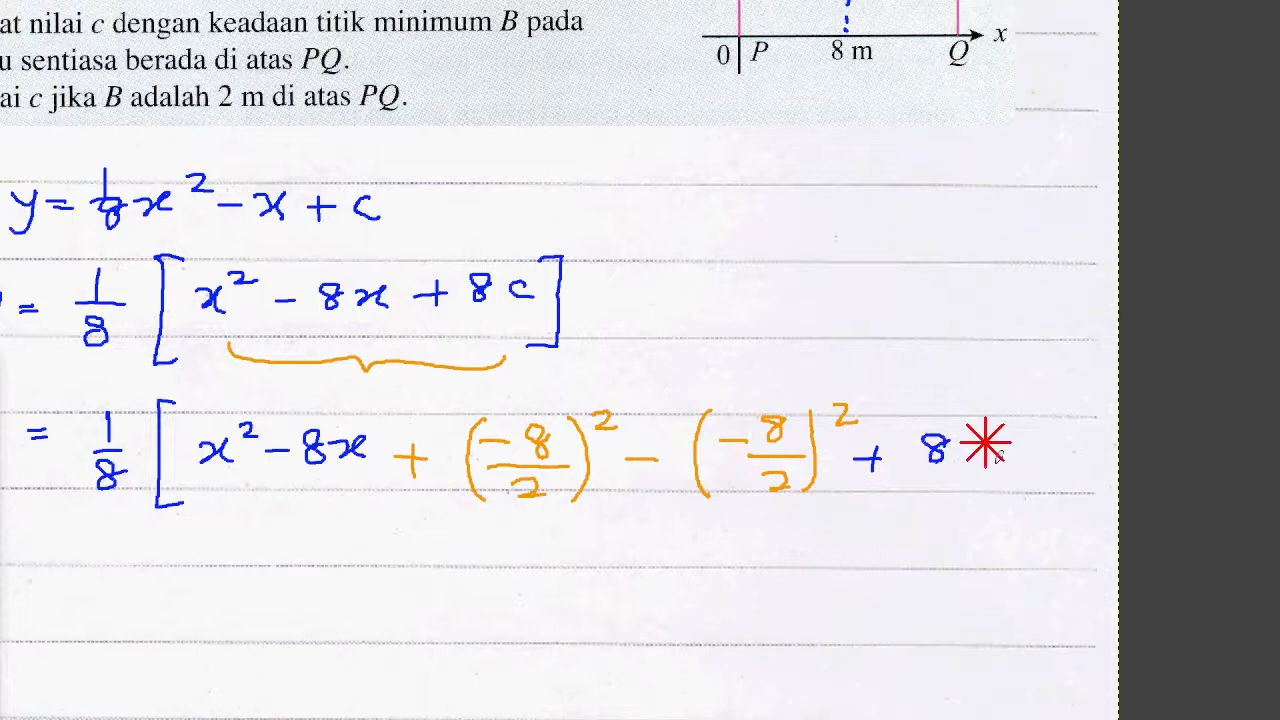 at nilai c dengan keadaan titik minimum B pada
u sentiasa berada di atas PQ.
ai c jika B adalah 2 m di atas PQ.
0 P 8 m Q x
y = 1/8 x² - x + c
= 1/8 [x² - 8x + 8c]
= 1/8 [x² - 8x + (-8/2)² - (-8/2)² + 8